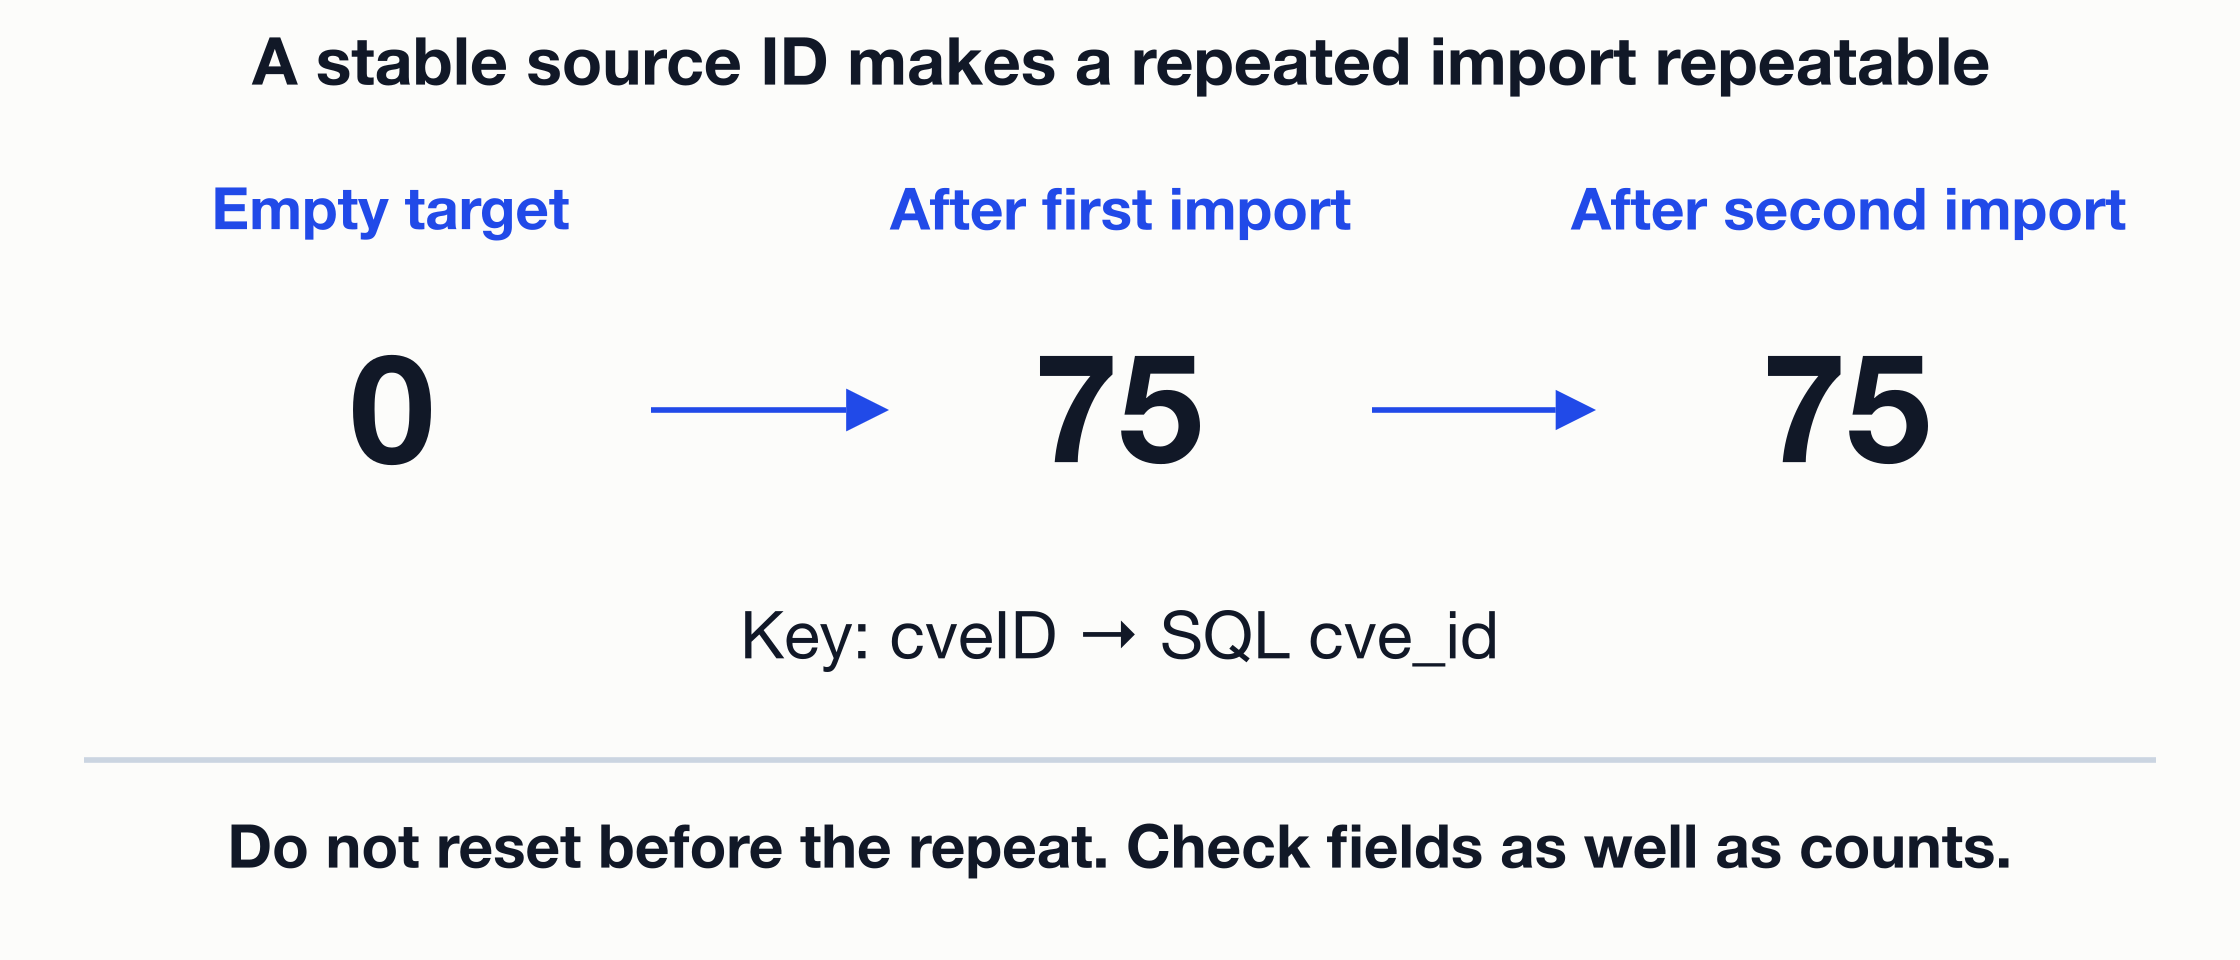 A stable source ID makes a repeated import repeatable
Empty target
After first import
After second import
0
75
75
Key: cveID → SQL cve_id
Do not reset before the repeat. Check fields as well as counts.